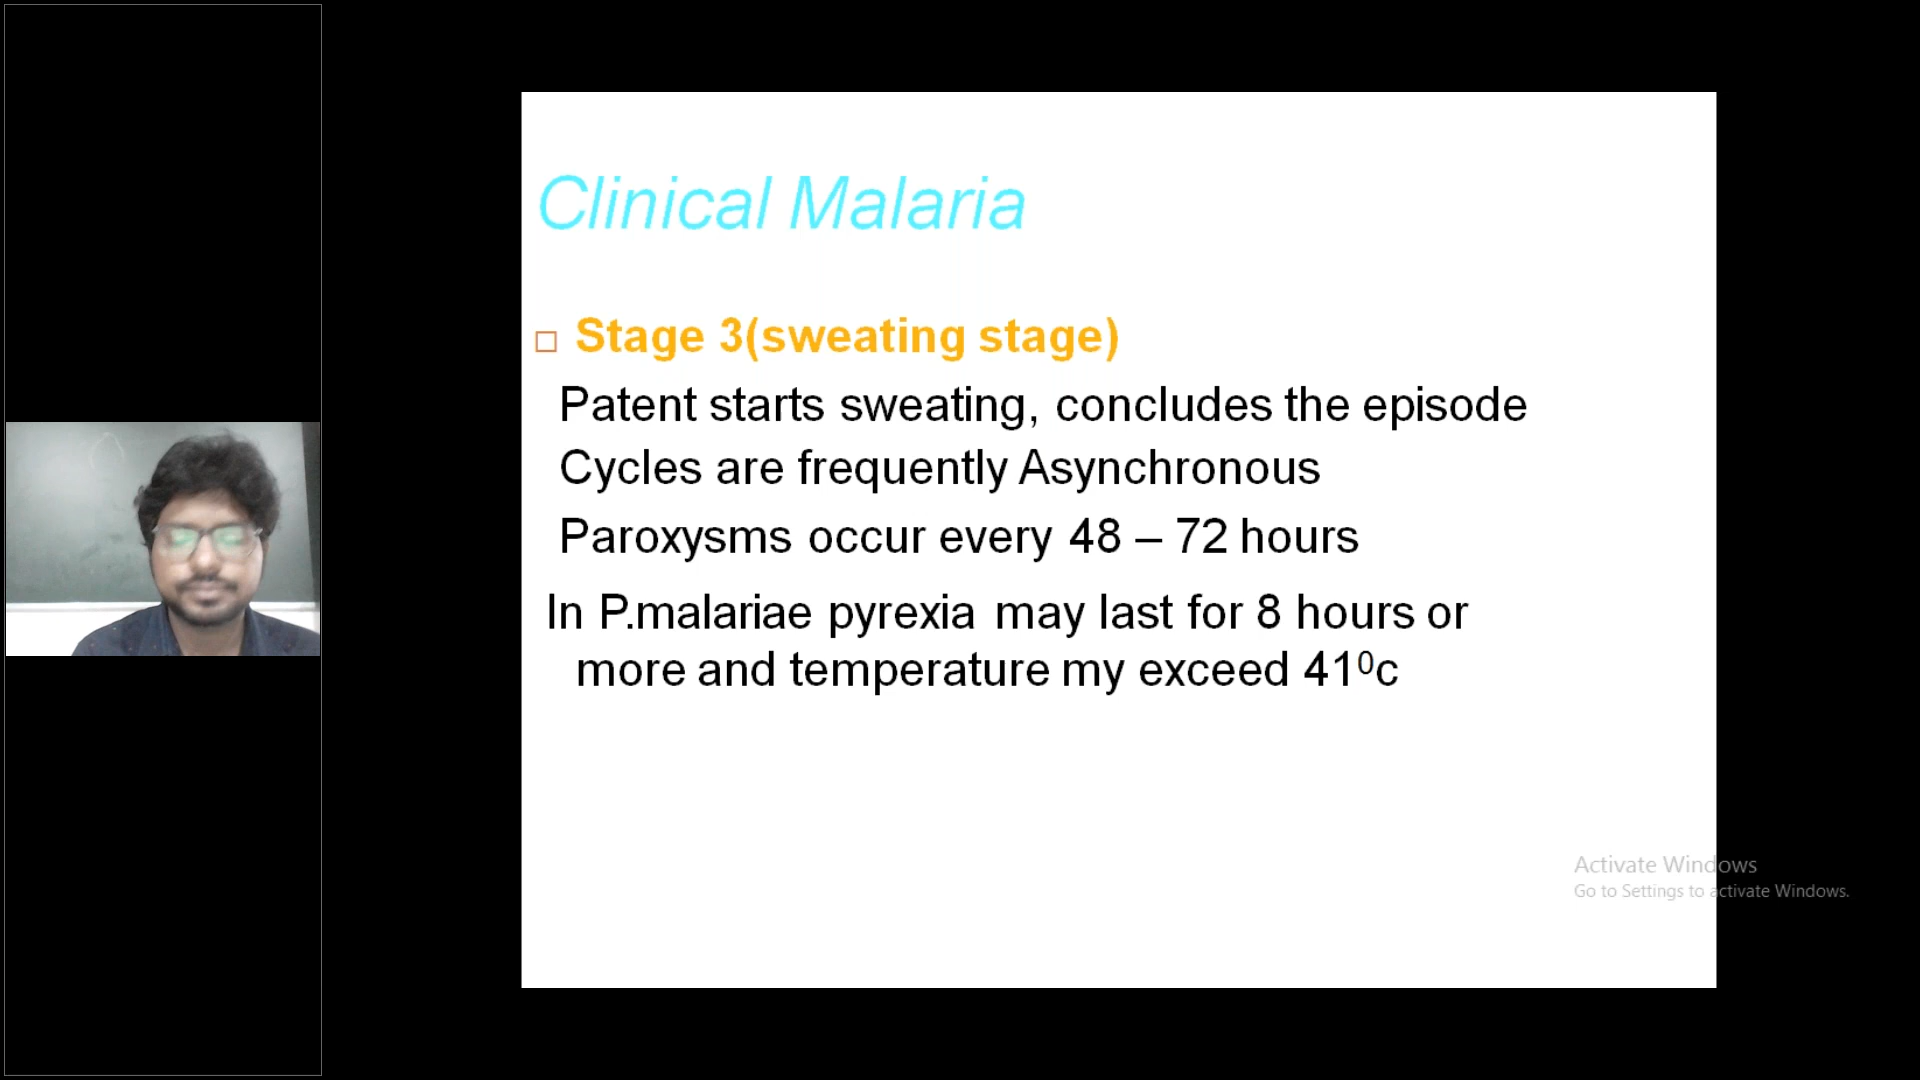 Clinical Malaria
Stage 3(sweating stage)
Patent starts sweating, concludes the episode
Cycles are frequently Asynchronous
Paroxysms occur every 48 – 72 hours
In P.malariae pyrexia may last for 8 hours or
more and temperature my exceed 41⁰c
Activate Windows
Go to Settings to activate Windows.